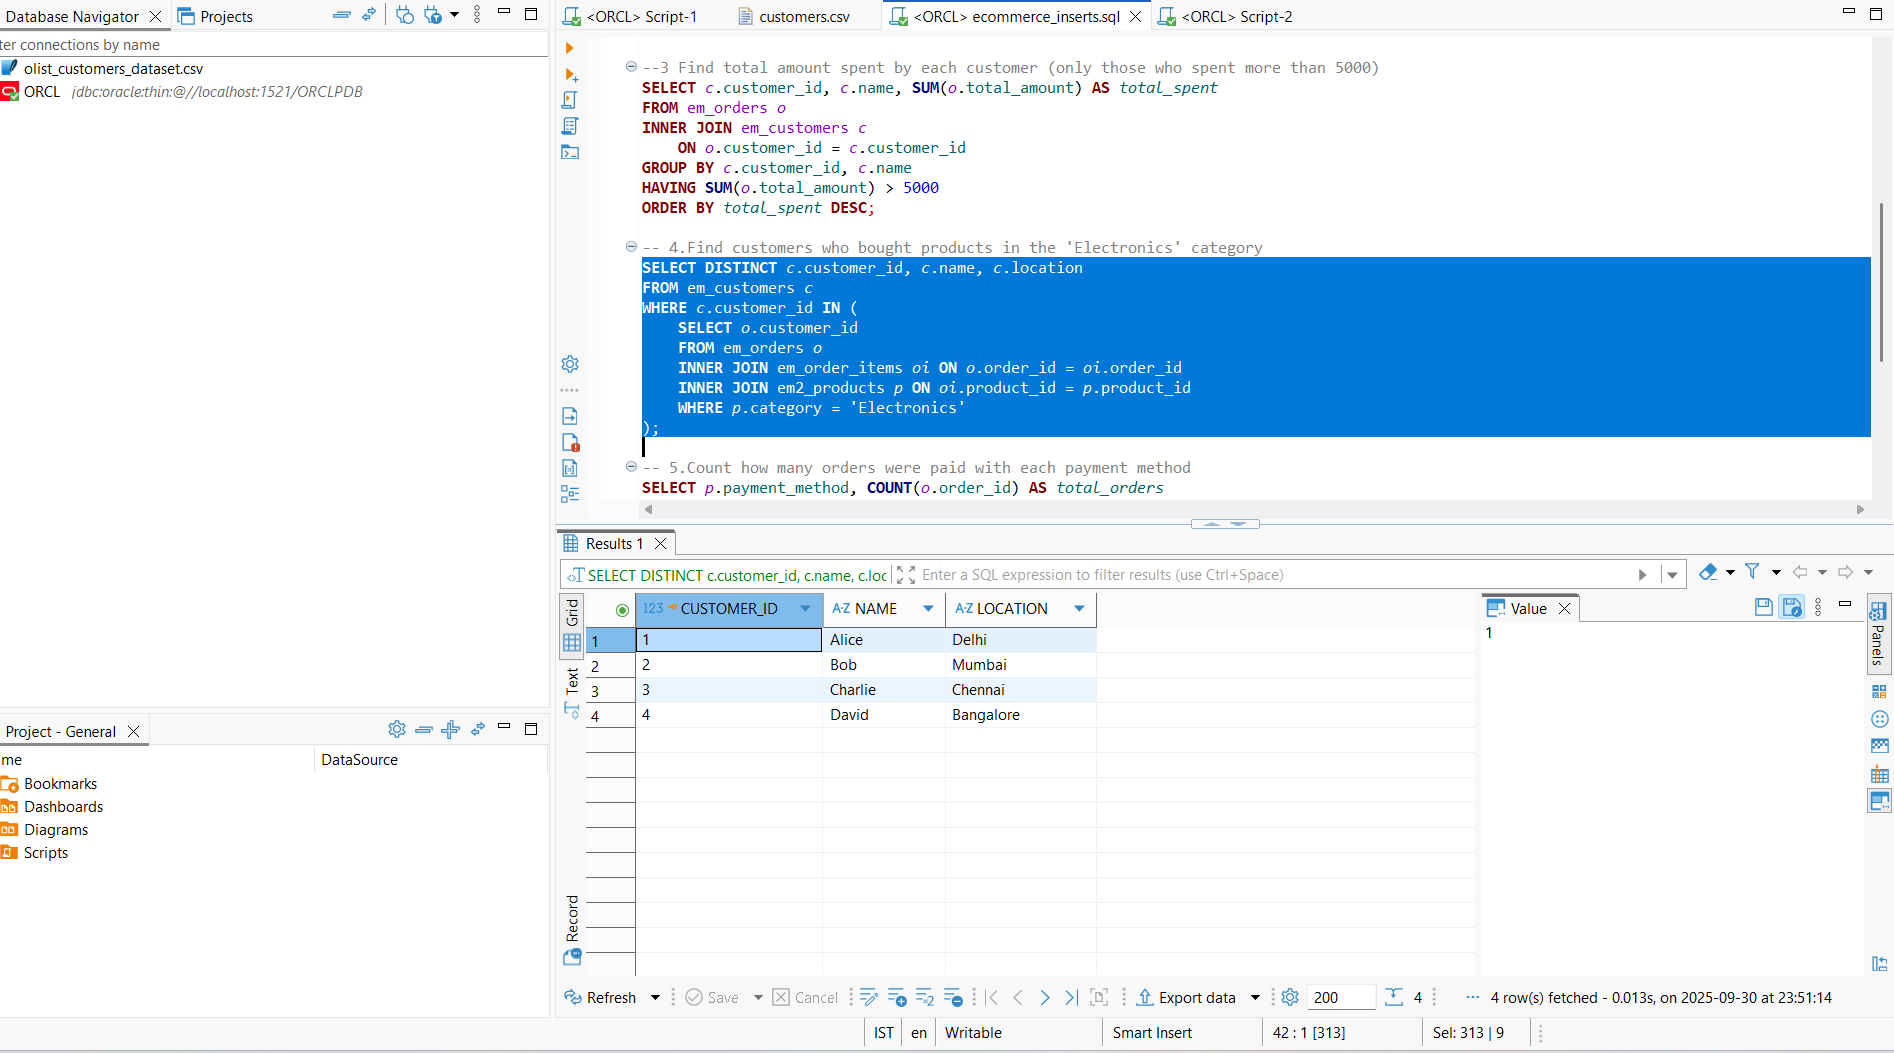 Database Navigator
Projects
ter connections by name
olist_customers_dataset.csv
ORCL jdbc:oracle:thin:@//localhost:1521/ORCLPDB
Project - General
me
DataSource
Bookmarks
Dashboards
Diagrams
Scripts
<ORCL> Script-1
customers.csv
<ORCL> ecommerce_inserts.sql
<ORCL> Script-2
--3 Find total amount spent by each customer (only those who spent more than 5000)
SELECT c.customer_id, c.name, SUM(o.total_amount) AS total_spent
FROM em_orders o
INNER JOIN em_customers c
ON o.customer_id = c.customer_id
GROUP BY c.customer_id, c.name
HAVING SUM(o.total_amount) > 5000
ORDER BY total_spent DESC;
-- 4.Find customers who bought products in the 'Electronics' category
SELECT DISTINCT c.customer_id, c.name, c.location
FROM em_customers c
WHERE c.customer_id IN (
SELECT o.customer_id
FROM em_orders o
INNER JOIN em_order_items oi ON o.order_id = oi.order_id
INNER JOIN em2_products p ON oi.product_id = p.product_id
WHERE p.category = 'Electronics'
);
-- 5.Count how many orders were paid with each payment method
SELECT p.payment_method, COUNT(o.order_id) AS total_orders
Results 1
SELECT DISTINCT c.customer_id, c.name, c.loc
Enter a SQL expression to filter results (use Ctrl+Space)
Grid
Text
Record
123 CUSTOMER_ID
A-Z NAME
A-Z LOCATION
1 1 Alice Delhi
2 2 Bob Mumbai
3 3 Charlie Chennai
4 4 David Bangalore
Value
1
Panels
Refresh
Save
Cancel
Export data
200
4
4 row(s) fetched - 0.013s, on 2025-09-30 at 23:51:14
IST
en
Writable
Smart Insert
42 : 1 [313]
Sel: 313 | 9